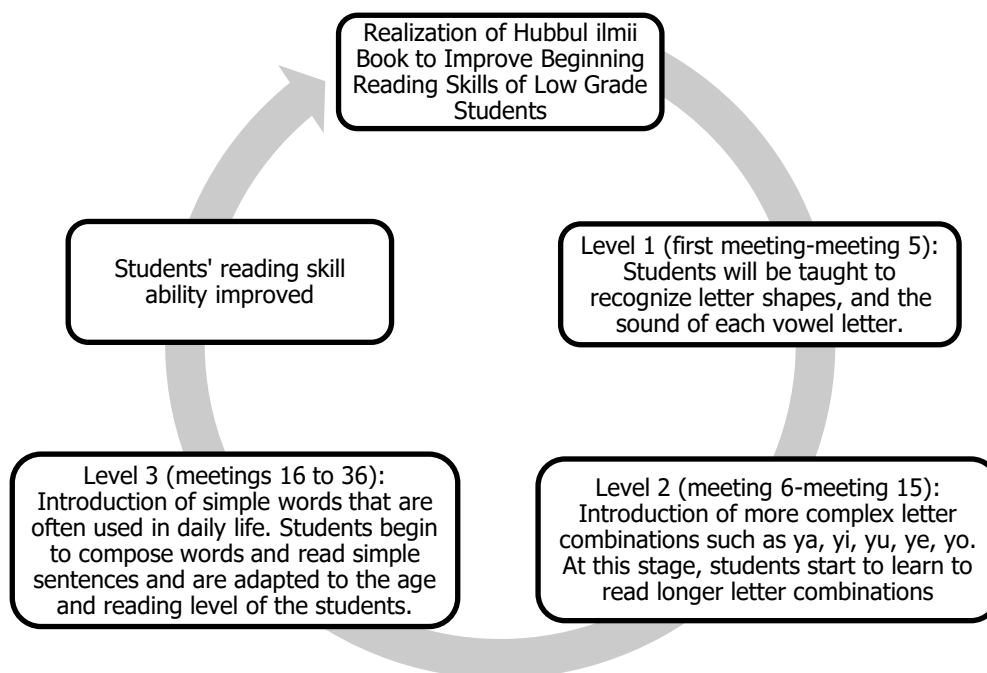 Realization of Hubbul ilmii
Book to Improve Beginning
Reading Skills of Low Grade
Students
Level 1 (first meeting-meeting 5):
Students will be taught to
recognize letter shapes, and the
sound of each vowel letter.
Level 2 (meeting 6-meeting 15):
Introduction of more complex letter
combinations such as ya, yi, yu, ye, yo.
At this stage, students start to learn to
read longer letter combinations
Level 3 (meetings 16 to 36):
Introduction of simple words that are
often used in daily life. Students begin
to compose words and read simple
sentences and are adapted to the age
and reading level of the students.
Students' reading skill
ability improved